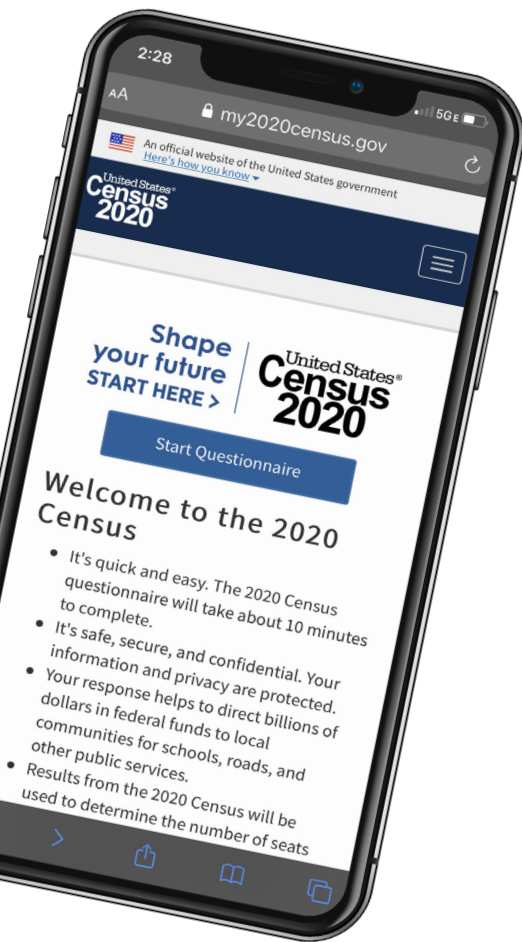 2:28
5G E
AA
my2020census.gov
An official website of the United States government
Here's how you know
United States®
Census
2020
Shape
your future
START HERE >
United States®
Census
2020
Start Questionnaire
Welcome to the 2020
Census
• It's quick and easy. The 2020 Census
questionnaire will take about 10 minutes
to complete.
• It's safe, secure, and confidential. Your
information and privacy are protected.
• Your response helps to direct billions of
dollars in federal funds to local
communities for schools, roads, and
other public services.
• Results from the 2020 Census will be
used to determine the number of seats